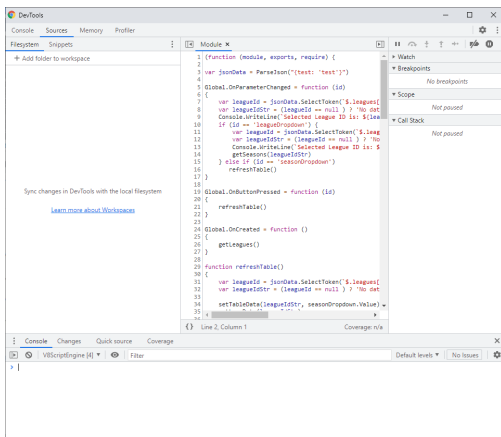 DevTools
Console Sources Memory Profiler
Filesystem Snippets
Module
+ Add folder to workspace
Sync changes in DevTools with the local filesystem
Learn more about Workspaces
1 (function (module, exports, require) {
2
3 var jsonData = ParseJson("{test: 'test'}")
4
5 Global.OnParameterChanged = function (id)
6 {
7 var leagueId = jsonData.SelectToken(`$.leagues[
8 var leagueIdStr = (leagueId == null ) ? 'No dat
9 Console.WriteLine(`Selected League ID is: ${lea
10 if (id == 'leagueDropdown') {
11 var leagueId = jsonData.SelectToken(`$.leag
12 var leagueIdStr = (leagueId == null ) ? 'No
13 Console.WriteLine(`Selected League ID is: $
14 getSeasons(leagueIdStr)
15 } else if (id == 'seasonDropdown')
16 refreshTable()
17 }
18
19 Global.OnButtonPressed = function (id)
20 {
21 refreshTable()
22 }
23
24 Global.OnCreated = function ()
25 {
26 getLeagues()
27 }
28
29 function refreshTable()
30 {
31 var leagueId = jsonData.SelectToken(`$.leagues[
32 var leagueIdStr = (leagueId == null ) ? 'No dat
33
34 setTableData(leagueIdStr, seasonDropdown.Value)
{} Line 2, Column 1 Coverage: n/a
Watch
Breakpoints
No breakpoints
Scope
Not paused
Call Stack
Not paused
Console Changes Quick source Coverage
V8ScriptEngine [4] Filter Default levels No Issues
>